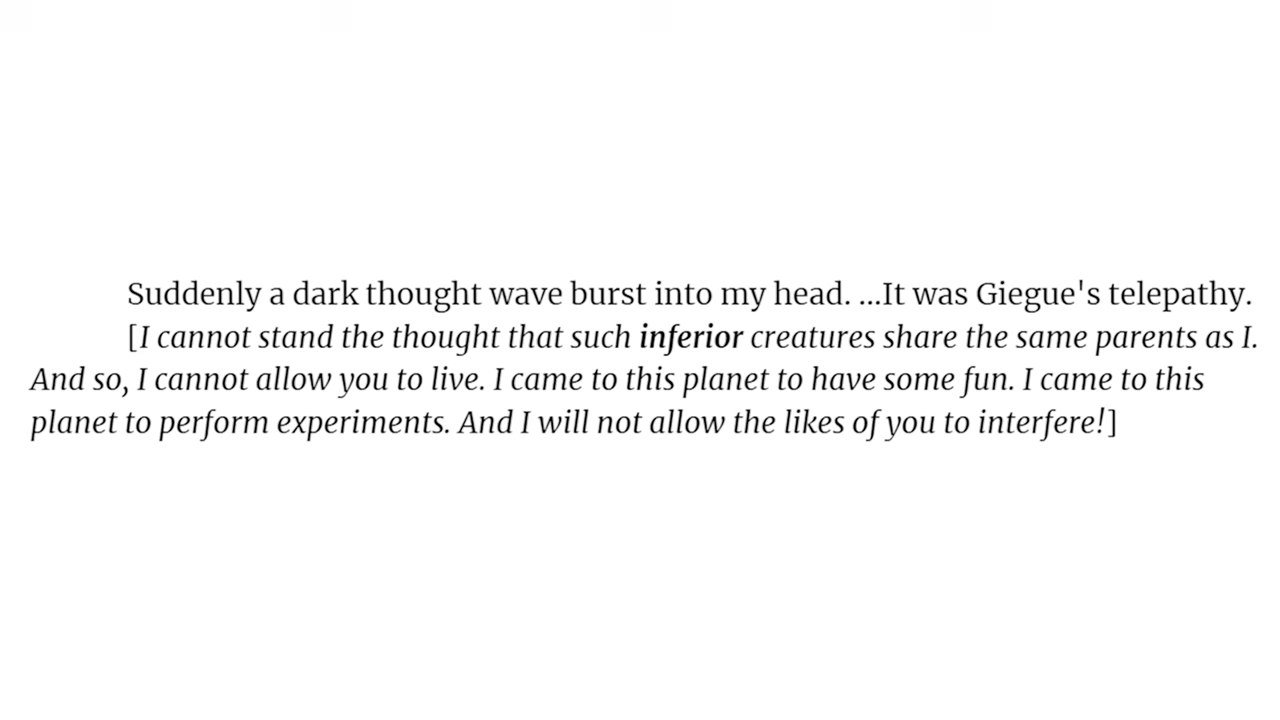 Suddenly a dark thought wave burst into my head. ...It was Giegue's telepathy.
[I cannot stand the thought that such inferior creatures share the same parents as I.
And so, I cannot allow you to live. I came to this planet to have some fun. I came to this
planet to perform experiments. And I will not allow the likes of you to interfere!]